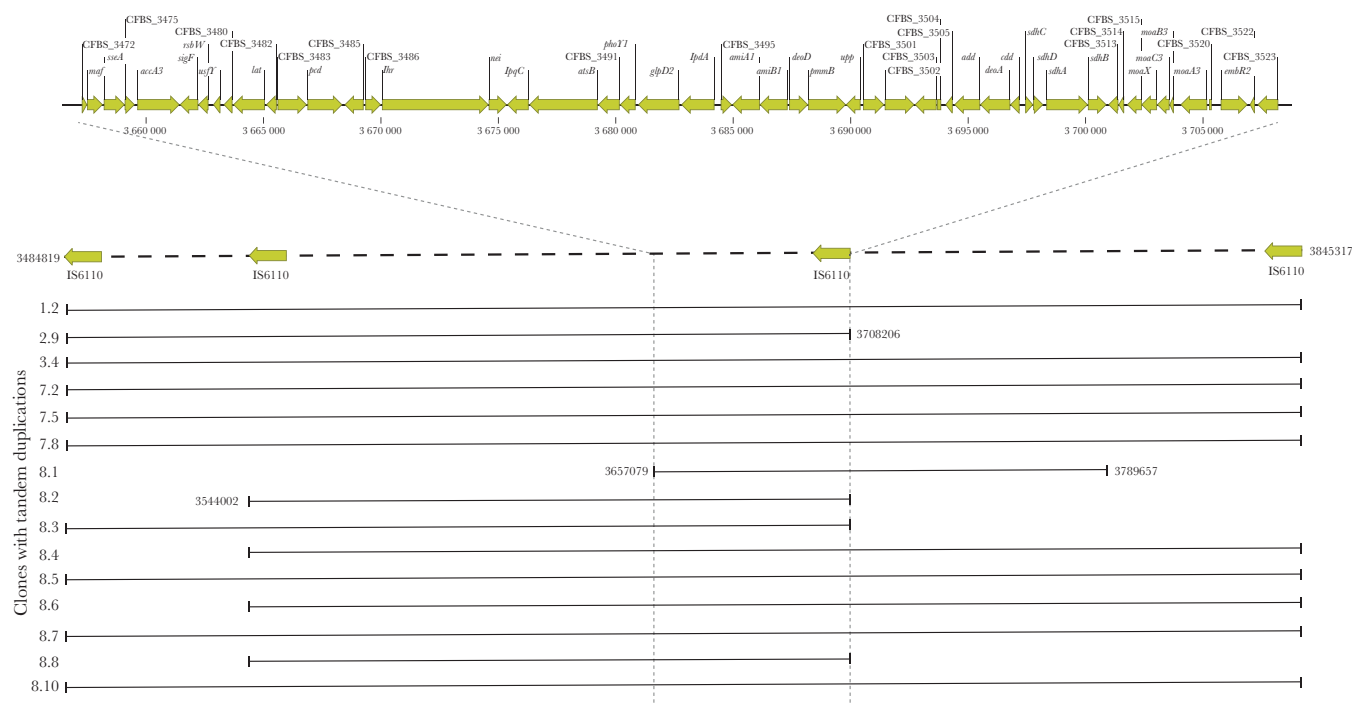 CFBS_3475 CFBS_3504 CFBS_3515
CFBS_3480 CFBS_3505 sdhC CFBS_3514 moaB3 CFBS_3522
CFBS_3472 rsbW CFBS_3482 CFBS_3485 phoY1 CFBS_3495 CFBS_3501 CFBS_3513 CFBS_3520
sseA sigF CFBS_3483 CFBS_3486 nei CFBS_3491 lpdA amiA1 deoD upp CFBS_3503 add cdd sdhD sdhB moaC3 CFBS_3523
maf accA3 usfY lat pcd lhr lpqC atsB glpD2 amiB1 pmmB CFBS_3502 deoA sdhA moaX moaA3 embR2
3 660 000 3 665 000 3 670 000 3 675 000 3 680 000 3 685 000 3 690 000 3 695 000 3 700 000 3 705 000
3484819 3845317
IS6110 IS6110 IS6110 IS6110
Clones with tandem duplications
1.2
2.9 3708206
3.4
7.2
7.5
7.8
8.1 3657079 3789657
8.2 3544002
8.3
8.4
8.5
8.6
8.7
8.8
8.10